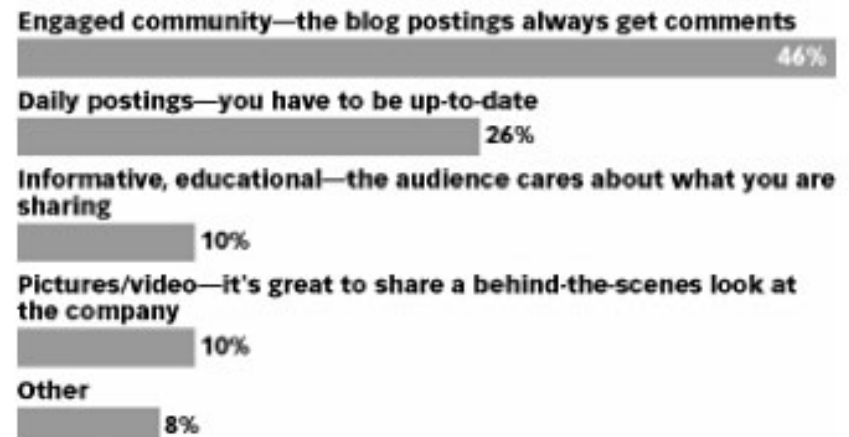 Engaged community—the blog postings always get comments
46%
Daily postings—you have to be up-to-date
26%
Informative, educational—the audience cares about what you are
sharing
10%
Pictures/video—it's great to share a behind-the-scenes look at
the company
10%
Other
8%